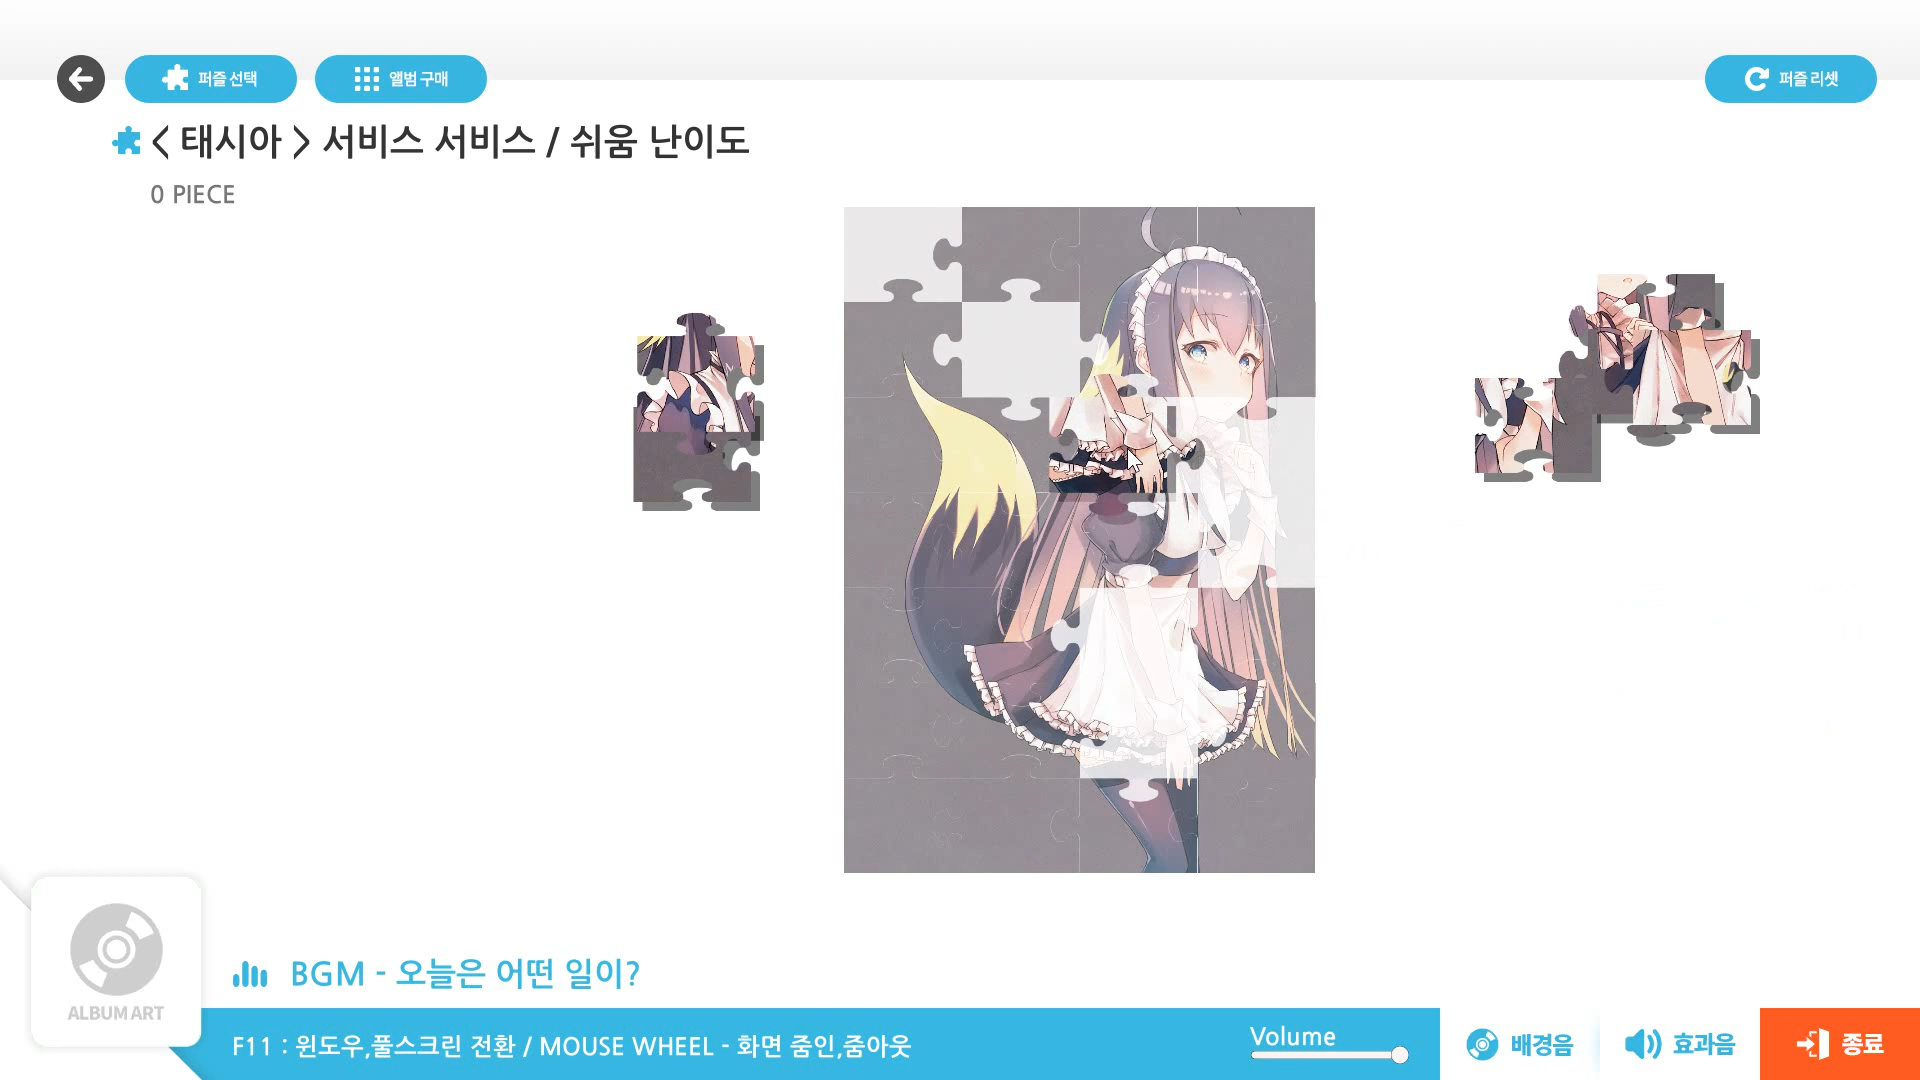 퍼즐 선택
앨범 구매
퍼즐 리셋
< 태시아 > 서비스 서비스 / 쉬움 난이도
0 PIECE
ALBUM ART
BGM - 오늘은 어떤 일이?
F11 : 윈도우,풀스크린 전환 / MOUSE WHEEL - 화면 줌인,줌아웃
Volume
배경음
효과음
종료